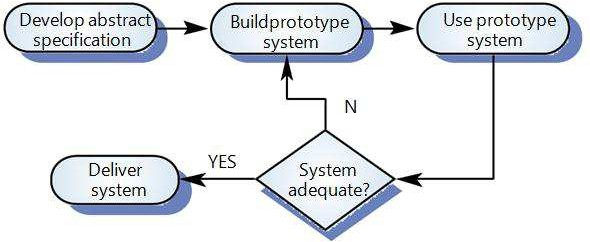 Develop abstract
specification
Buildprototype
system
Use prototype
system
N
YES
System
adequate?
Deliver
system